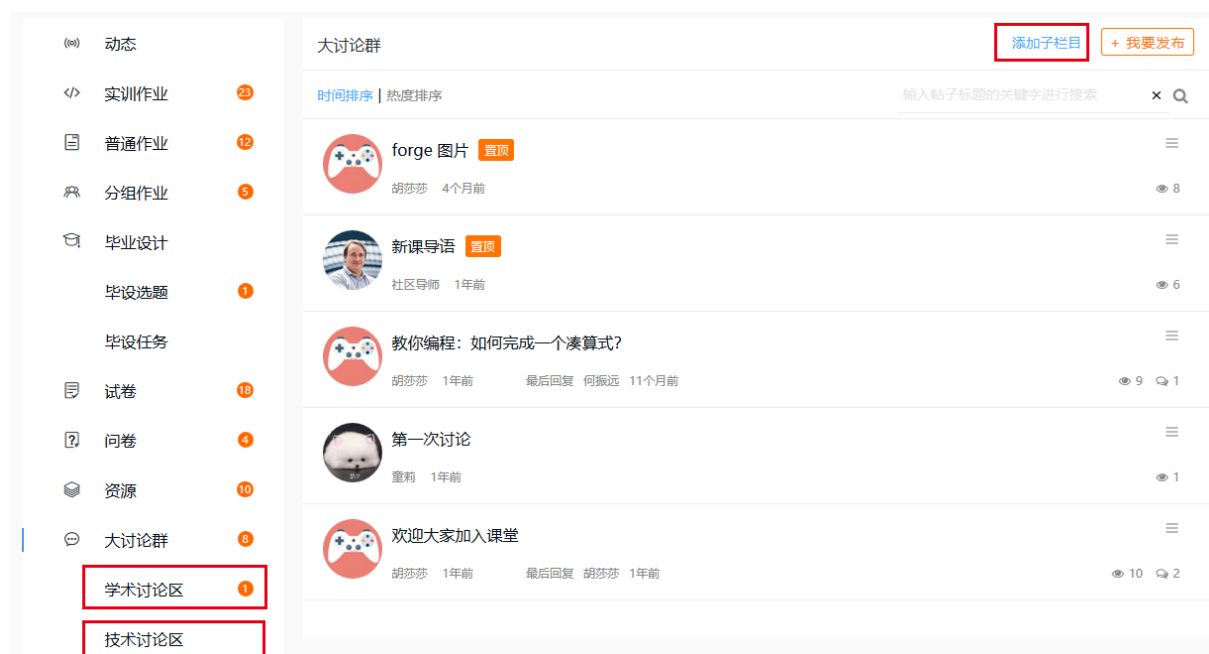 动态
实训作业 23
普通作业 12
分组作业 5
毕业设计
毕设选题 1
毕设任务
试卷 18
问卷 4
资源 10
大讨论群 8
学术讨论区 1
技术讨论区
大讨论群 添加子栏目 + 我要发布
时间排序 | 热度排序 输入帖子标题的关键字进行搜索 ×
forge 图片 置顶
胡莎莎 4个月前 8
新课导语 置顶
社区导师 1年前 6
教你编程：如何完成一个凑算式?
胡莎莎 1年前 最后回复 何振远 11个月前 9 1
第一次讨论
童莉 1年前 1
欢迎大家加入课堂
胡莎莎 1年前 最后回复 胡莎莎 1年前 10 2